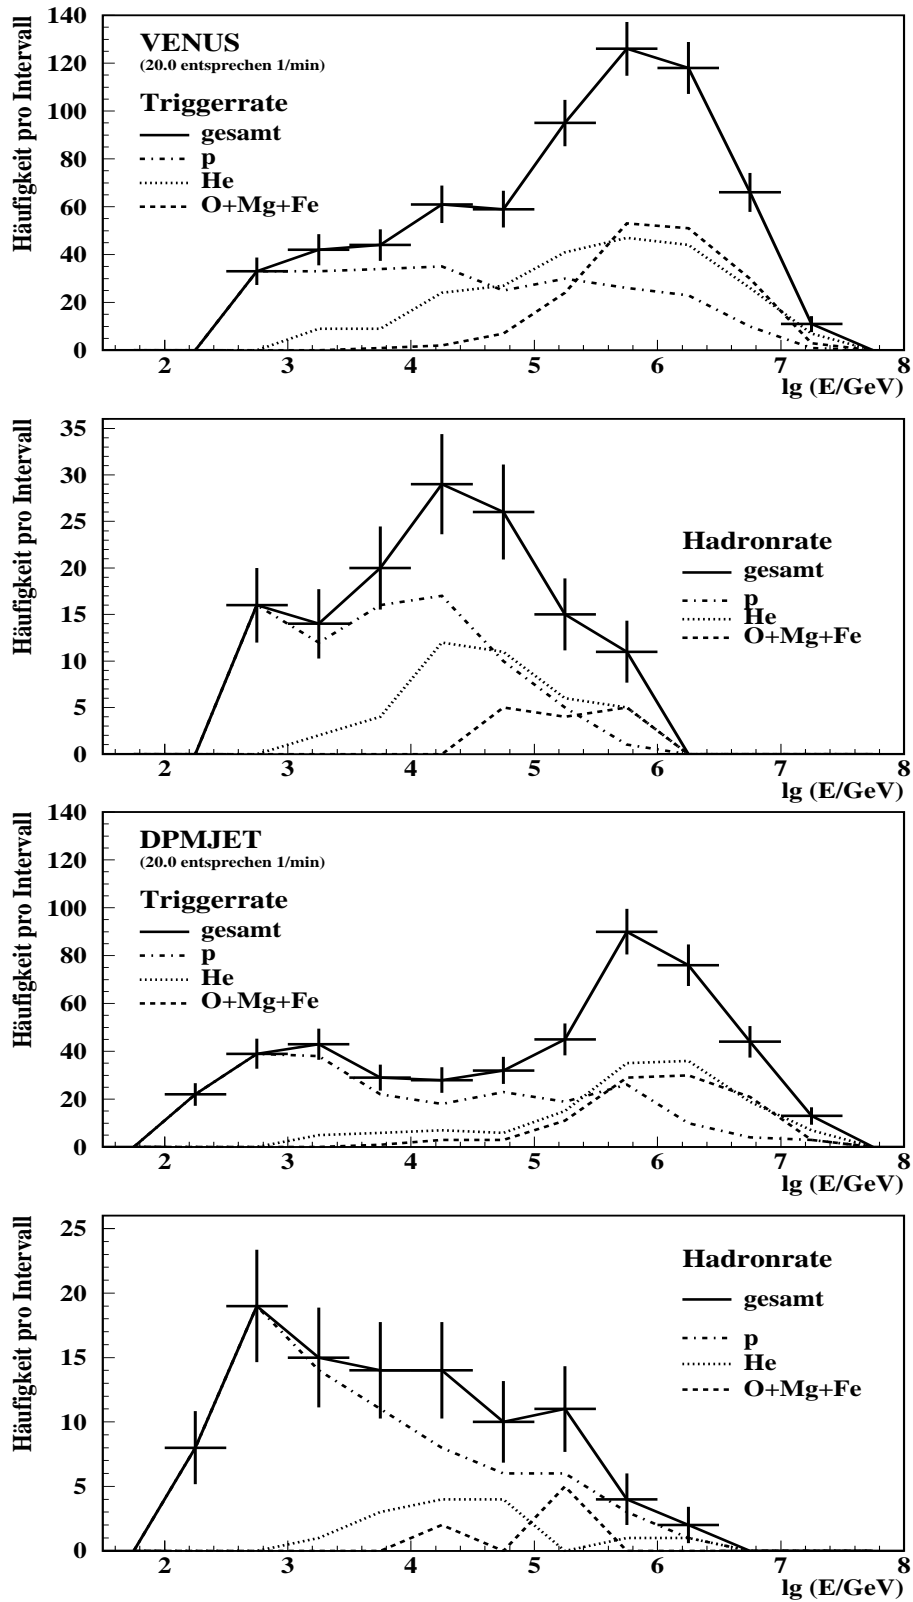 Häufigkeit pro Intervall
140
120
100
80
60
40
20
0
VENUS
(20.0 entsprechen 1/min)
Triggerrate
gesamt
p
He
O+Mg+Fe
2 3 4 5 6 7 8
lg (E/GeV)
Häufigkeit pro Intervall
35
30
25
20
15
10
5
0
Hadronrate
gesamt
p
He
O+Mg+Fe
2 3 4 5 6 7 8
lg (E/GeV)
Häufigkeit pro Intervall
140
120
100
80
60
40
20
0
DPMJET
(20.0 entsprechen 1/min)
Triggerrate
gesamt
p
He
O+Mg+Fe
2 3 4 5 6 7 8
lg (E/GeV)
Häufigkeit pro Intervall
25
20
15
10
5
0
Hadronrate
gesamt
p
He
O+Mg+Fe
2 3 4 5 6 7 8
lg (E/GeV)